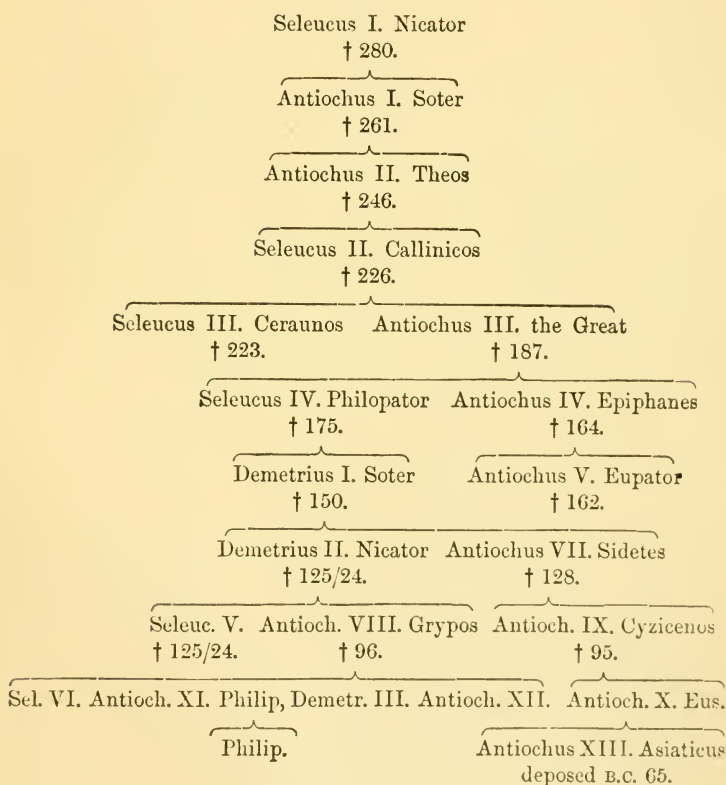 Seleucus I. Nicator
† 280.
Antiochus I. Soter
† 261.
Antiochus II. Theos
† 246.
Seleucus II. Callinicos
† 226.
Seleucus III. Ceraunos Antiochus III. the Great
† 223. † 187.
Seleucus IV. Philopator Antiochus IV. Epiphanes
† 175. † 164.
Demetrius I. Soter Antiochus V. Eupator
† 150. † 162.
Demetrius II. Nicator Antiochus VII. Sidetes
† 125/24. † 128.
Seleuc. V. Antioch. VIII. Grypos Antioch. IX. Cyzicenos
† 125/24. † 96. † 95.
Sel. VI. Antioch. XI. Philip, Demetr. III. Antioch. XII. Antioch. X. Eus.
Philip. Antiochus XIII. Asiaticus
deposed B.C. 65.